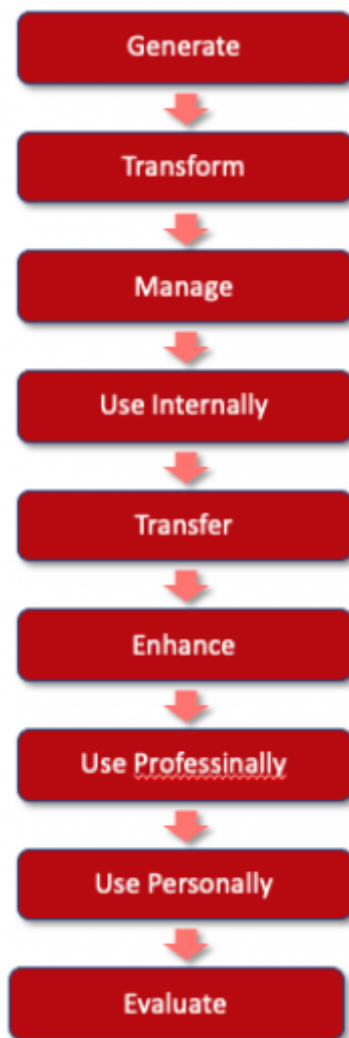 Generate
Transform
Manage
Use Internally
Transfer
Enhance
Use Professinally
Use Personally
Evaluate